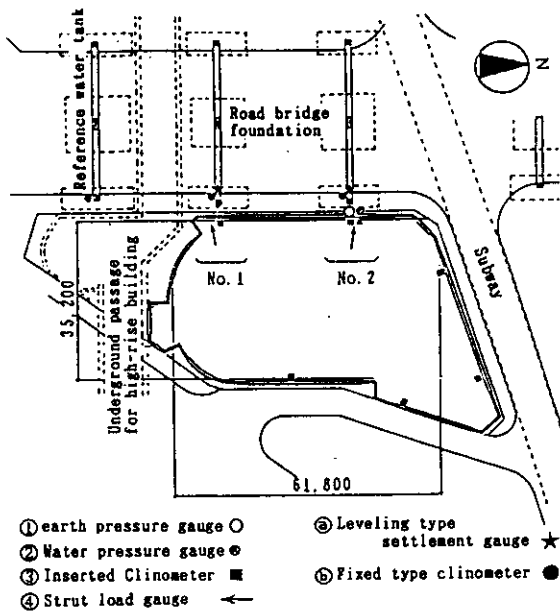 Reference water tank
Road bridge
foundation
N
Subway
No. 1
No. 2
35,200
Underground passage
for high-rise building
61,800
① earth pressure gauge
② Water pressure gauge
③ Inserted Clinometer
④ Strut load gauge
ⓐ Leveling type
settlement gauge
ⓑ Fixed type clinometer